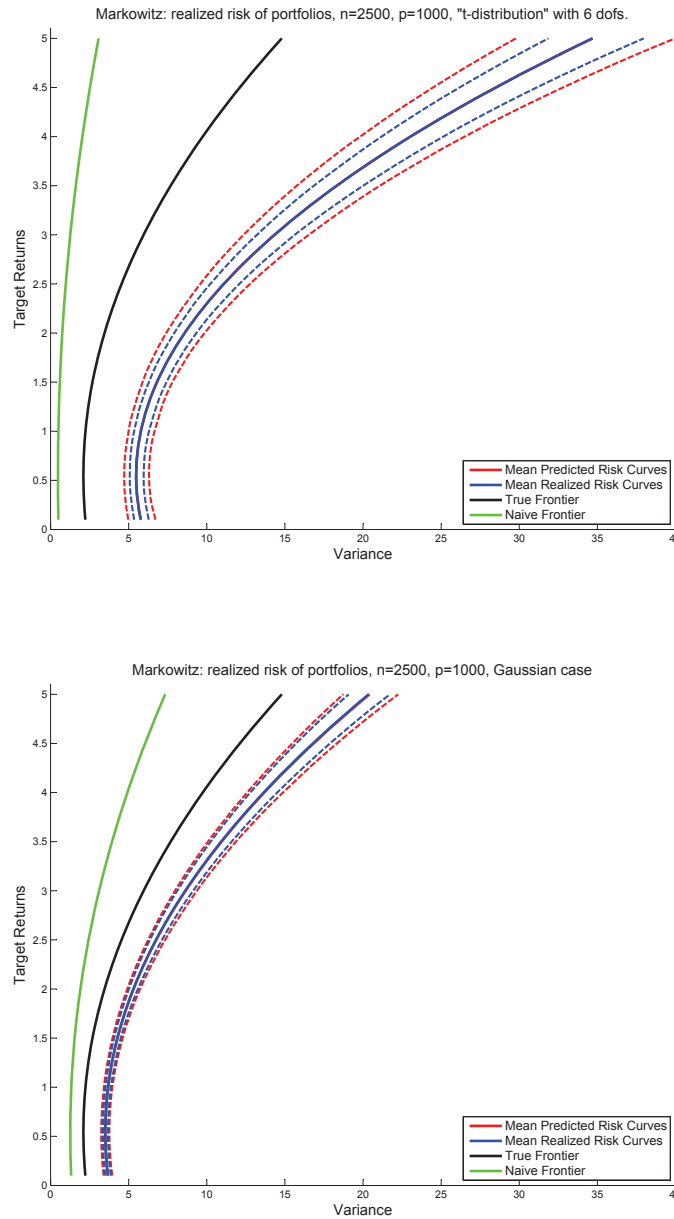 Markowitz: realized risk of portfolios, n=2500, p=1000, "t-distribution" with 6 dofs.
5
4.5
4
3.5
3
2.5
2
1.5
1
0.5
0
Target Returns
0
5
10
15
20
25
30
35
Variance
Mean Predicted Risk Curves
Mean Realized Risk Curves
True Frontier
Naive Frontier
Markowitz: realized risk of portfolios, n=2500, p=1000, Gaussian case
5
4.5
4
3.5
3
2.5
2
1.5
1
0.5
0
Target Returns
0
5
10
15
20
25
30
35
Variance
Mean Predicted Risk Curves
Mean Realized Risk Curves
True Frontier
Naive Frontier